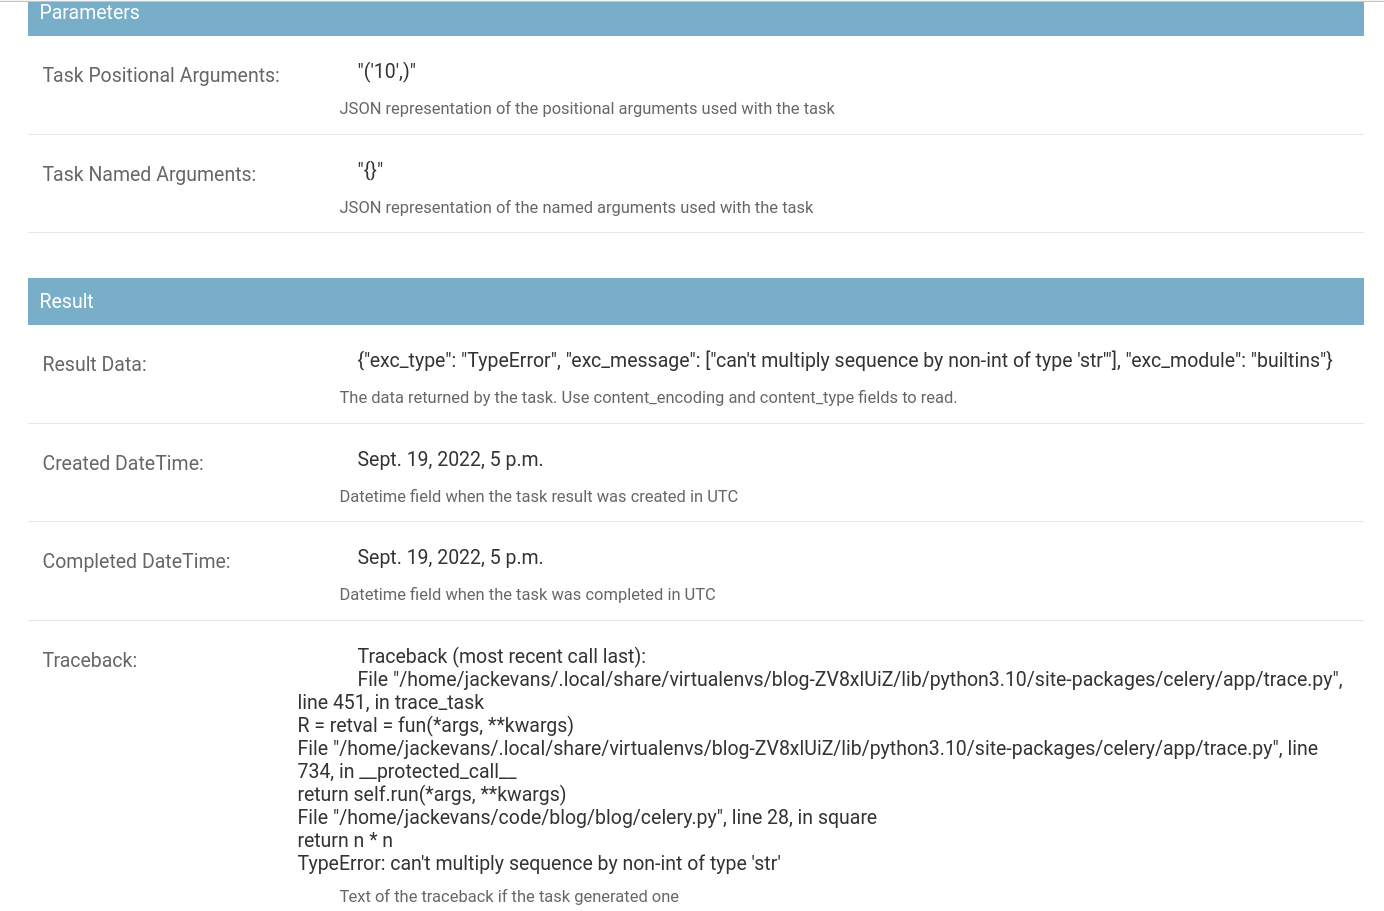 Parameters
Task Positional Arguments:
"('10',)"
JSON representation of the positional arguments used with the task
Task Named Arguments:
"{}"
JSON representation of the named arguments used with the task
Result
Result Data:
{"exc_type": "TypeError", "exc_message": ["can't multiply sequence by non-int of type 'str'"], "exc_module": "builtins"}
The data returned by the task. Use content_encoding and content_type fields to read.
Created DateTime:
Sept. 19, 2022, 5 p.m.
Datetime field when the task result was created in UTC
Completed DateTime:
Sept. 19, 2022, 5 p.m.
Datetime field when the task was completed in UTC
Traceback:
Traceback (most recent call last):
File "/home/jackevans/.local/share/virtualenvs/blog-ZV8xlUiZ/lib/python3.10/site-packages/celery/app/trace.py",
line 451, in trace_task
R = retval = fun(*args, **kwargs)
File "/home/jackevans/.local/share/virtualenvs/blog-ZV8xlUiZ/lib/python3.10/site-packages/celery/app/trace.py", line
734, in __protected_call__
return self.run(*args, **kwargs)
File "/home/jackevans/code/blog/blog/celery.py", line 28, in square
return n * n
TypeError: can't multiply sequence by non-int of type 'str'
Text of the traceback if the task generated one